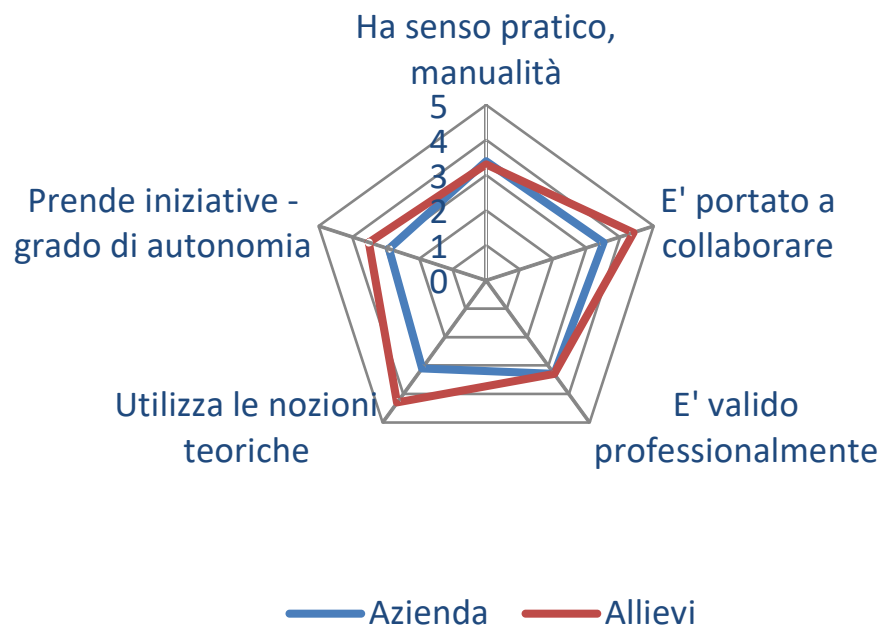 Ha senso pratico,
manualità
5
4
3
2
1
0
Prende iniziative -
grado di autonomia
E' portato a
collaborare
Utilizza le nozioni
teoriche
E' valido
professionalmente
Azienda
Allievi